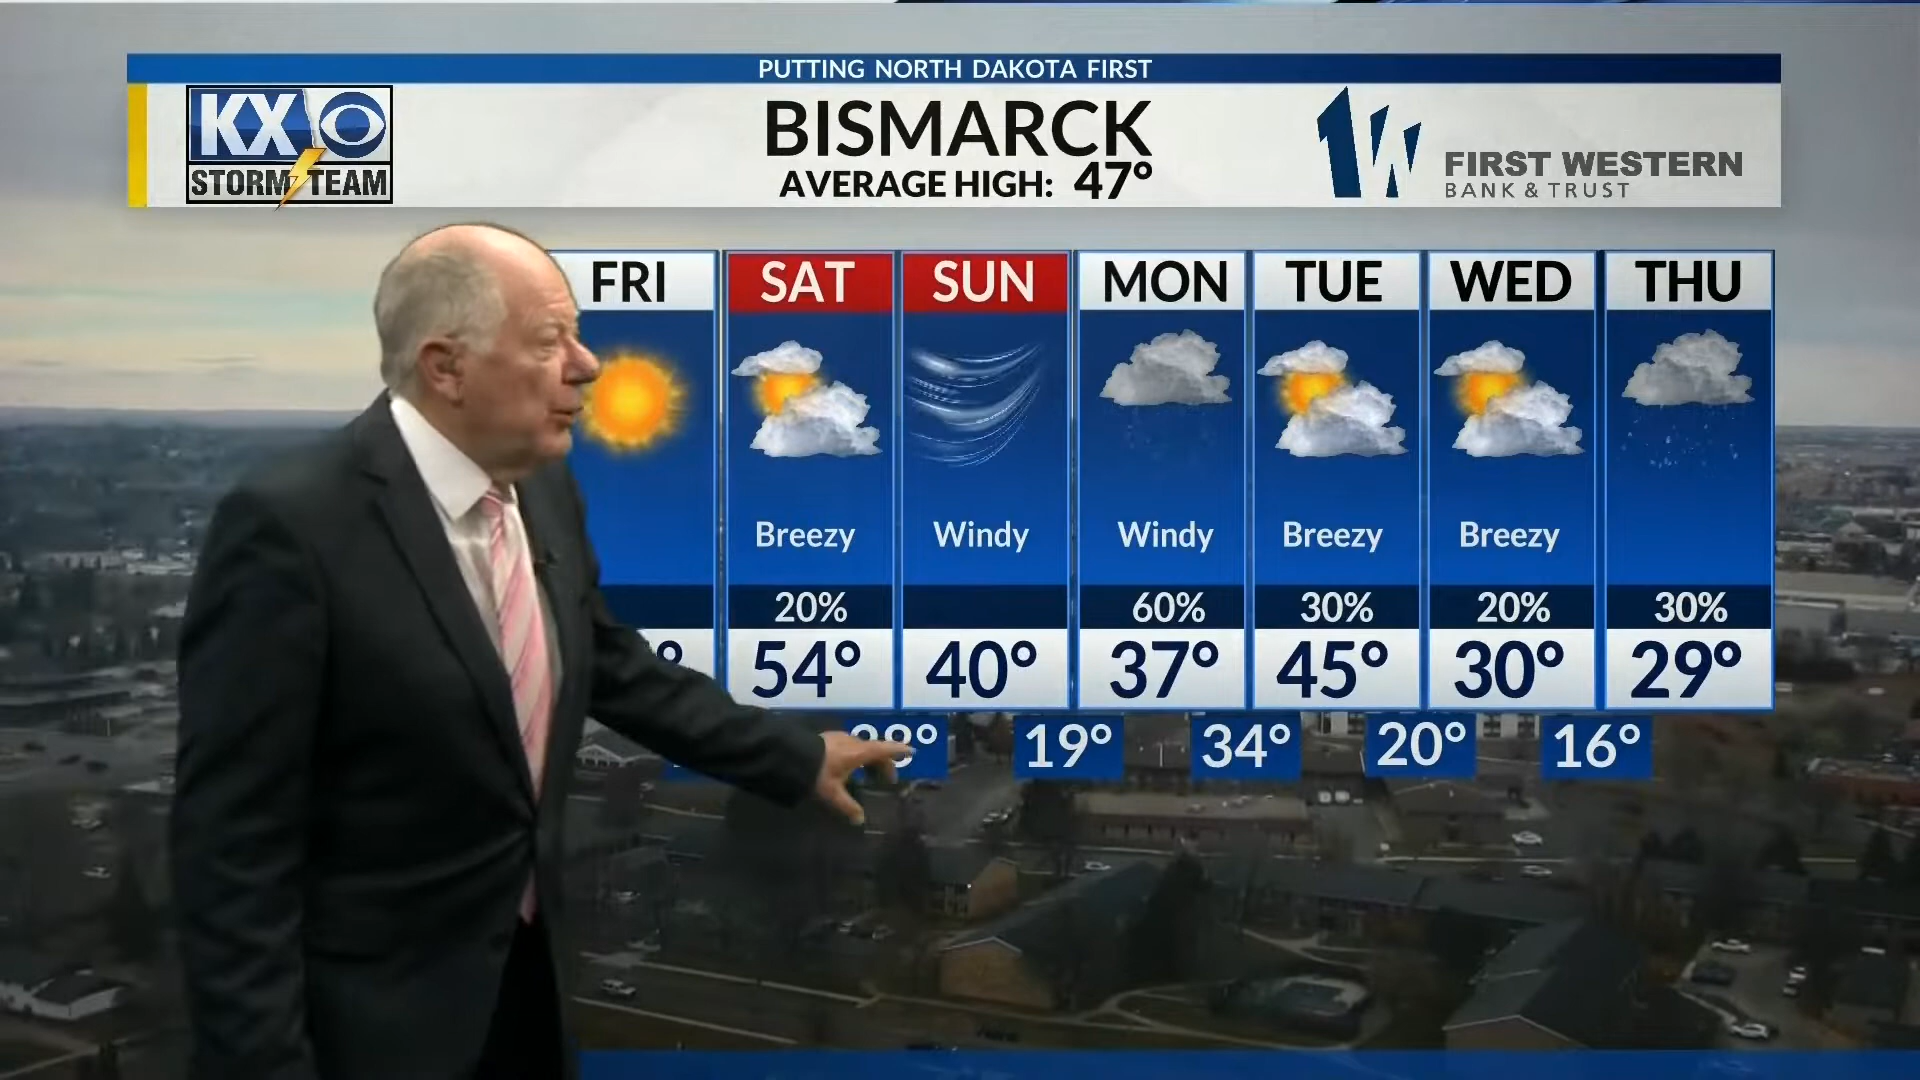 PUTTING NORTH DAKOTA FIRST
KX
STORM TEAM
BISMARCK
AVERAGE HIGH: 47°
1W
FIRST WESTERN
BANK & TRUST
FRI SAT SUN MON TUE WED THU
Breezy Windy Windy Breezy Breezy
20% 60% 30% 20% 30%
54° 40° 37° 45° 30° 29°
19° 34° 20° 16°